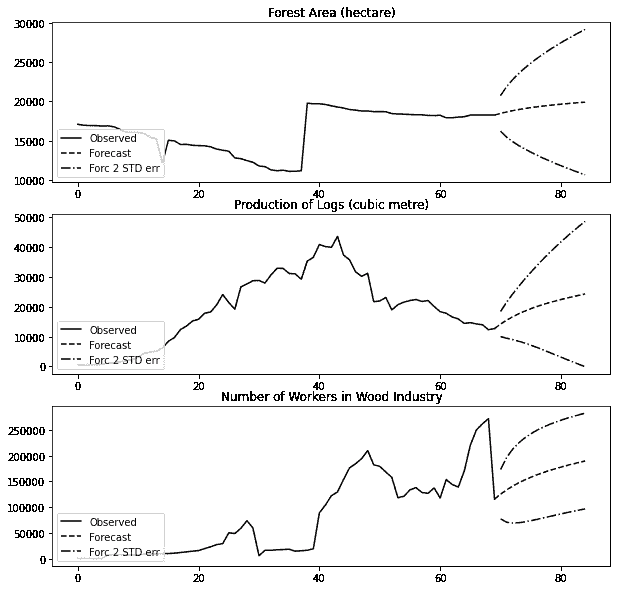 Forest Area (hectare)
30000
25000
20000
15000
10000
Observed
Forecast
Forc 2 STD err
0 20 40 60 80
Production of Logs (cubic metre)
50000
40000
30000
20000
10000
0
Observed
Forecast
Forc 2 STD err
0 20 40 60 80
Number of Workers in Wood Industry
250000
200000
150000
100000
50000
0
Observed
Forecast
Forc 2 STD err
0 20 40 60 80